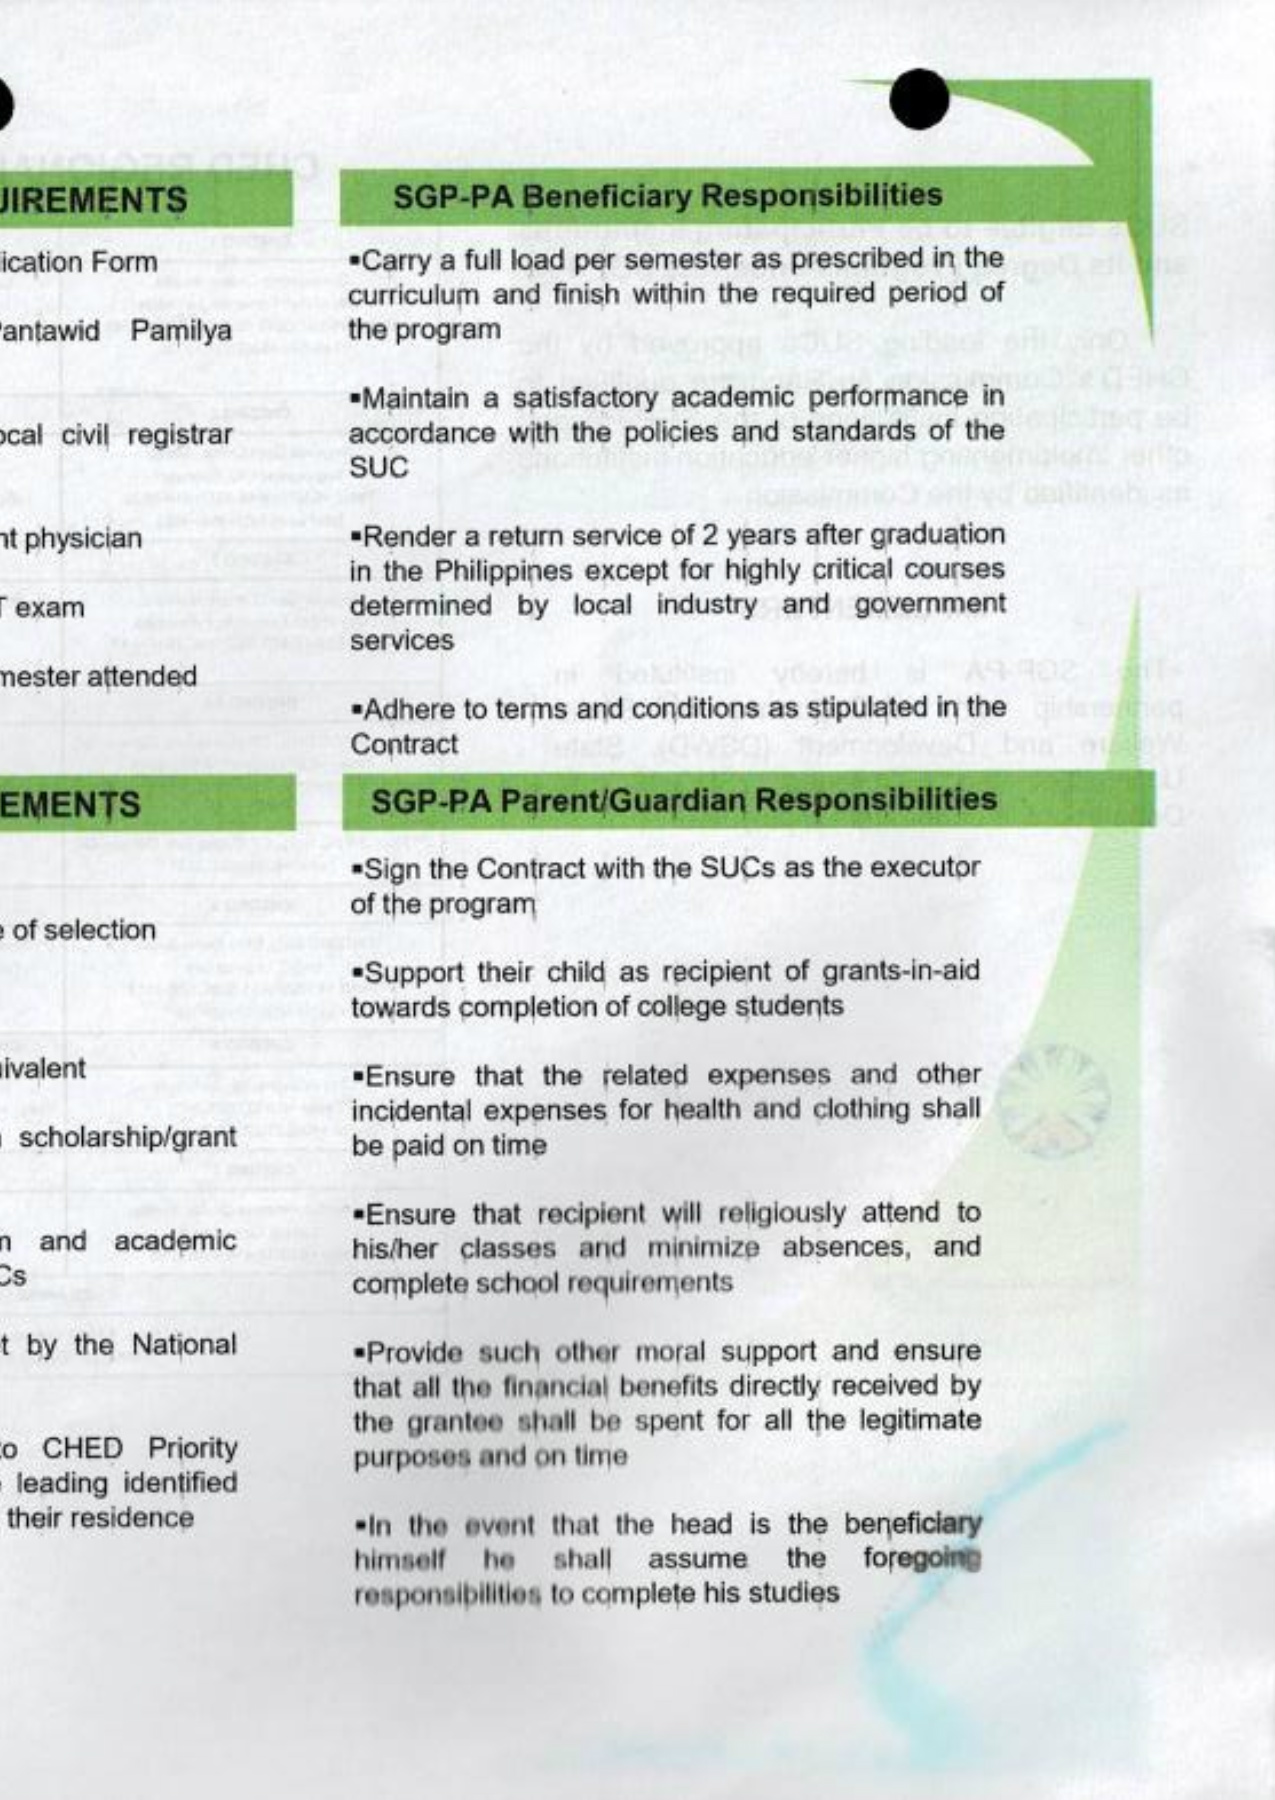 UIREMENTS
ication Form
Pantawid Pamilya
ocal civil registrar
nt physician
T exam
mester attended
EMENTS
e of selection
ivalent
scholarship/grant
n and academic
Cs
t by the National
to CHED Priority
leading identified
their residence
SGP-PA Beneficiary Responsibilities
▪Carry a full load per semester as prescribed in the
curriculum and finish within the required period of
the program
▪Maintain a satisfactory academic performance in
accordance with the policies and standards of the
SUC
▪Render a return service of 2 years after graduation
in the Philippines except for highly critical courses
determined by local industry and government
services
▪Adhere to terms and conditions as stipulated in the
Contract
SGP-PA Parent/Guardian Responsibilities
▪Sign the Contract with the SUCs as the executor
of the program
▪Support their child as recipient of grants-in-aid
towards completion of college students
▪Ensure that the related expenses and other
incidental expenses for health and clothing shall
be paid on time
▪Ensure that recipient will religiously attend to
his/her classes and minimize absences, and
complete school requirements
▪Provide such other moral support and ensure
that all the financial benefits directly received by
the grantee shall be spent for all the legitimate
purposes and on time
▪In the event that the head is the beneficiary
himself he shall assume the foregoing
responsibilities to complete his studies